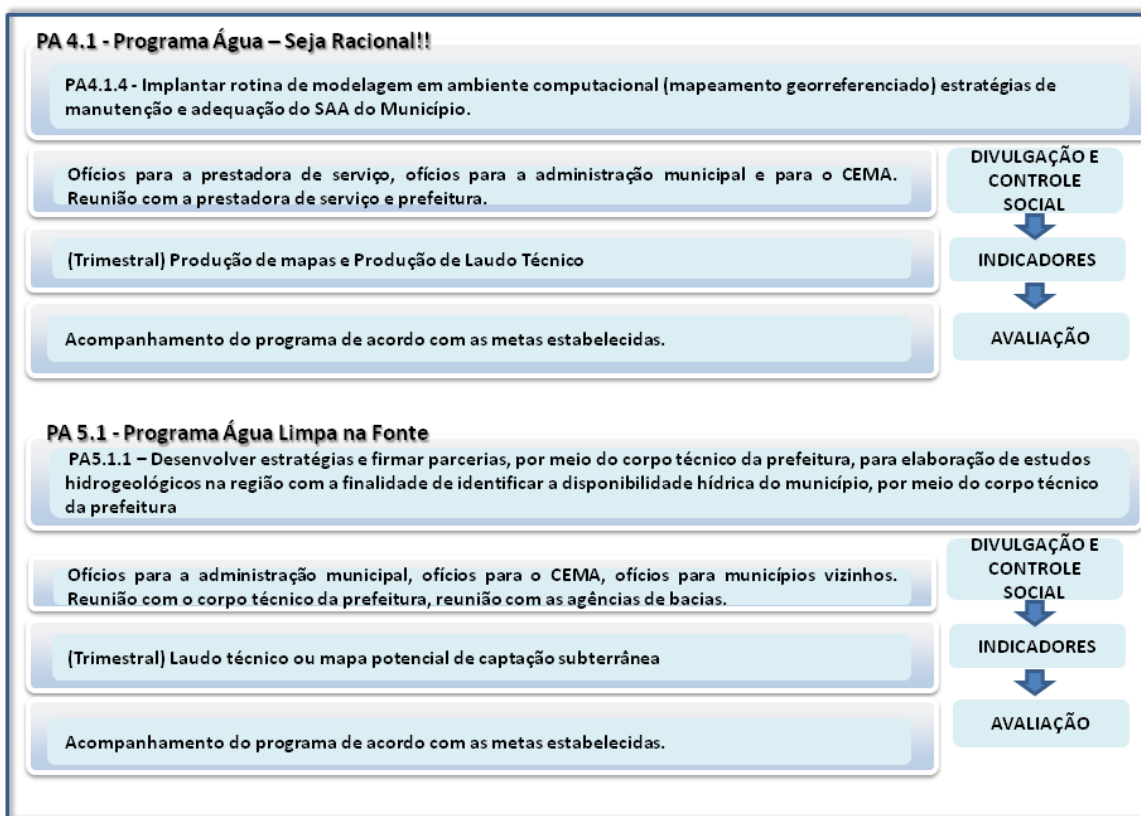 PA 4.1 - Programa Água – Seja Racional!!
PA4.1.4 - Implantar rotina de modelagem em ambiente computacional (mapeamento georreferenciado) estratégias de
manutenção e adequação do SAA do Município.
Ofícios para a prestadora de serviço, ofícios para a administração municipal e para o CEMA.
Reunião com a prestadora de serviço e prefeitura.
DIVULGAÇÃO E
CONTROLE
SOCIAL
(Trimestral) Produção de mapas e Produção de Laudo Técnico
INDICADORES
Acompanhamento do programa de acordo com as metas estabelecidas.
AVALIAÇÃO
PA 5.1 - Programa Água Limpa na Fonte
PA5.1.1 – Desenvolver estratégias e firmar parcerias, por meio do corpo técnico da prefeitura, para elaboração de estudos
hidrogeológicos na região com a finalidade de identificar a disponibilidade hídrica do município, por meio do corpo técnico
da prefeitura
Ofícios para a administração municipal, ofícios para o CEMA, ofícios para municípios vizinhos.
Reunião com o corpo técnico da prefeitura, reunião com as agências de bacias.
DIVULGAÇÃO E
CONTROLE
SOCIAL
(Trimestral) Laudo técnico ou mapa potencial de captação subterrânea
INDICADORES
Acompanhamento do programa de acordo com as metas estabelecidas.
AVALIAÇÃO